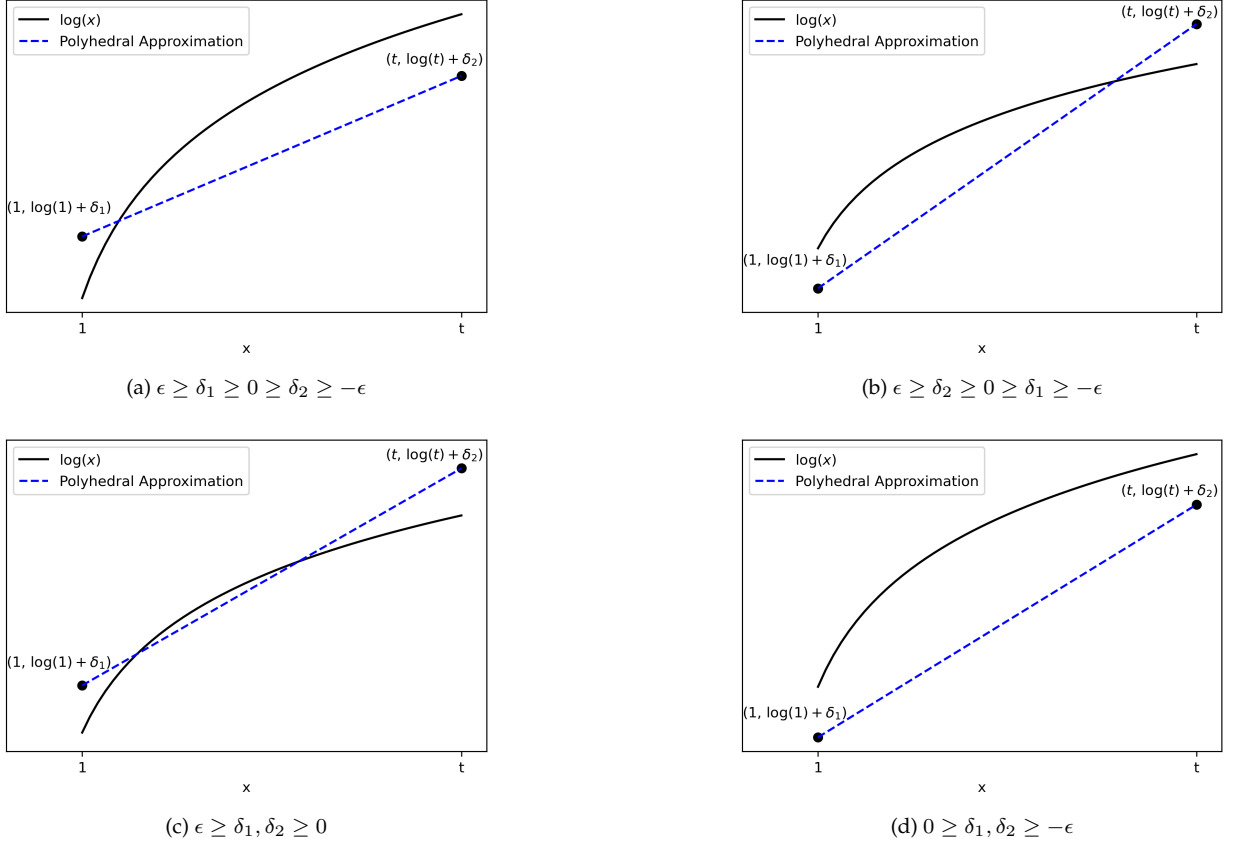 log(x)
Polyhedral Approximation
(t, log(t) + δ₂)
(1, log(1) + δ₁)
1
t
x
(a) ϵ ≥ δ₁ ≥ 0 ≥ δ₂ ≥ −ϵ
log(x)
Polyhedral Approximation
(t, log(t) + δ₂)
(1, log(1) + δ₁)
1
t
x
(b) ϵ ≥ δ₂ ≥ 0 ≥ δ₁ ≥ −ϵ
log(x)
Polyhedral Approximation
(t, log(t) + δ₂)
(1, log(1) + δ₁)
1
t
x
(c) ϵ ≥ δ₁, δ₂ ≥ 0
log(x)
Polyhedral Approximation
(t, log(t) + δ₂)
(1, log(1) + δ₁)
1
t
x
(d) 0 ≥ δ₁, δ₂ ≥ −ϵ